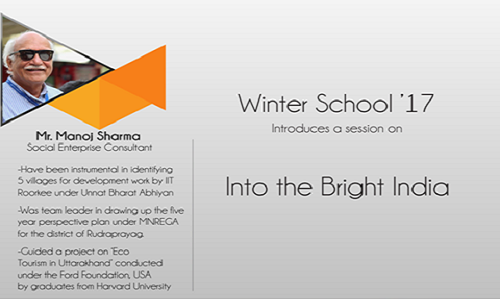 Mr. Manoj Sharma
Social Enterprise Consultant
-Have been instrumental in identifying
5 villages for development work by IIT
Roorkee under Unnat Bharat Abhiyan
-Was team leader in drawing up the five
year perspective plan under MNREGA
for the district of Rudraprayag.
-Guided a project on "Eco
Tourism in Uttarakhand" conducted
under the Ford Foundation, USA
by graduates from Harvard University
Winter School '17
Introduces a session on
Into the Bright India